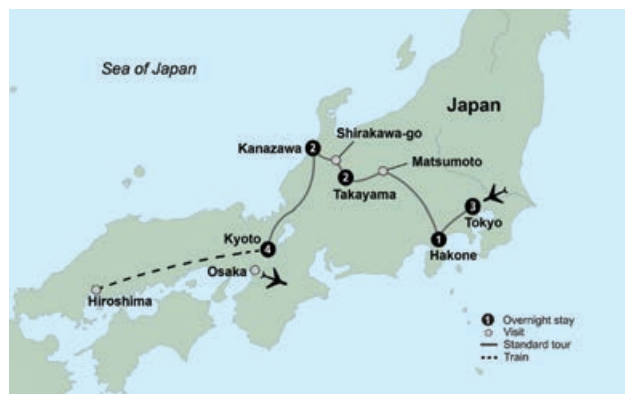 Sea of Japan
Japan
Shirakawa-go
Kanazawa
2
Matsumoto
2
Takayama
3
Tokyo
Kyoto
4
1
Hakone
Osaka
Hiroshima
1 Overnight stay
Visit
Standard tour
Train